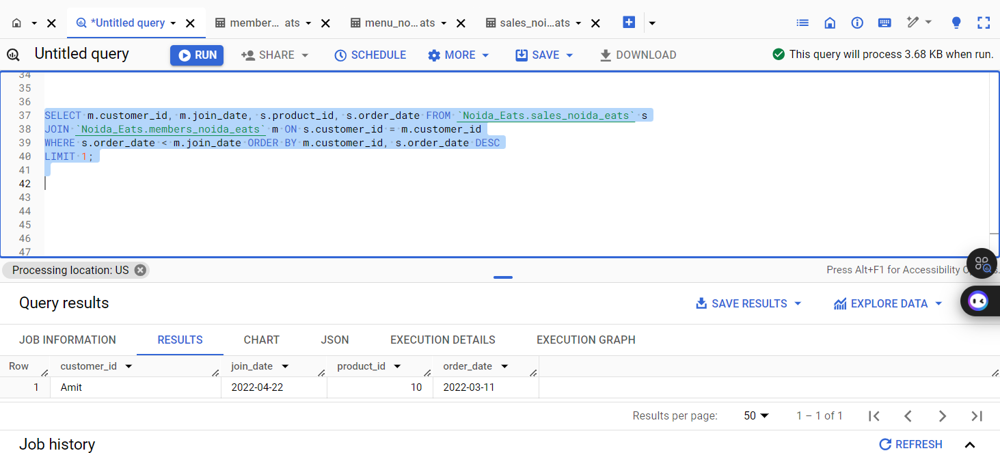 *Untitled query
member... ats
menu_no...ats
sales_noi...ats
Untitled query
RUN
SHARE
SCHEDULE
MORE
SAVE
DOWNLOAD
This query will process 3.68 KB when run.
34
35
36
37 SELECT m.customer_id, m.join_date, s.product_id, s.order_date FROM `Noida_Eats.sales_noida_eats` s
38 JOIN `Noida_Eats.members_noida_eats` m ON s.customer_id = m.customer_id
39 WHERE s.order_date < m.join_date ORDER BY m.customer_id, s.order_date DESC
40 LIMIT 1;
41
42
43
44
45
46
47
Processing location: US
Press Alt+F1 for Accessibility
Query results
SAVE RESULTS
EXPLORE DATA
JOB INFORMATION
RESULTS
CHART
JSON
EXECUTION DETAILS
EXECUTION GRAPH
Row customer_id join_date product_id order_date
1 Amit 2022-04-22 10 2022-03-11
Results per page: 50 1 – 1 of 1
Job history
REFRESH